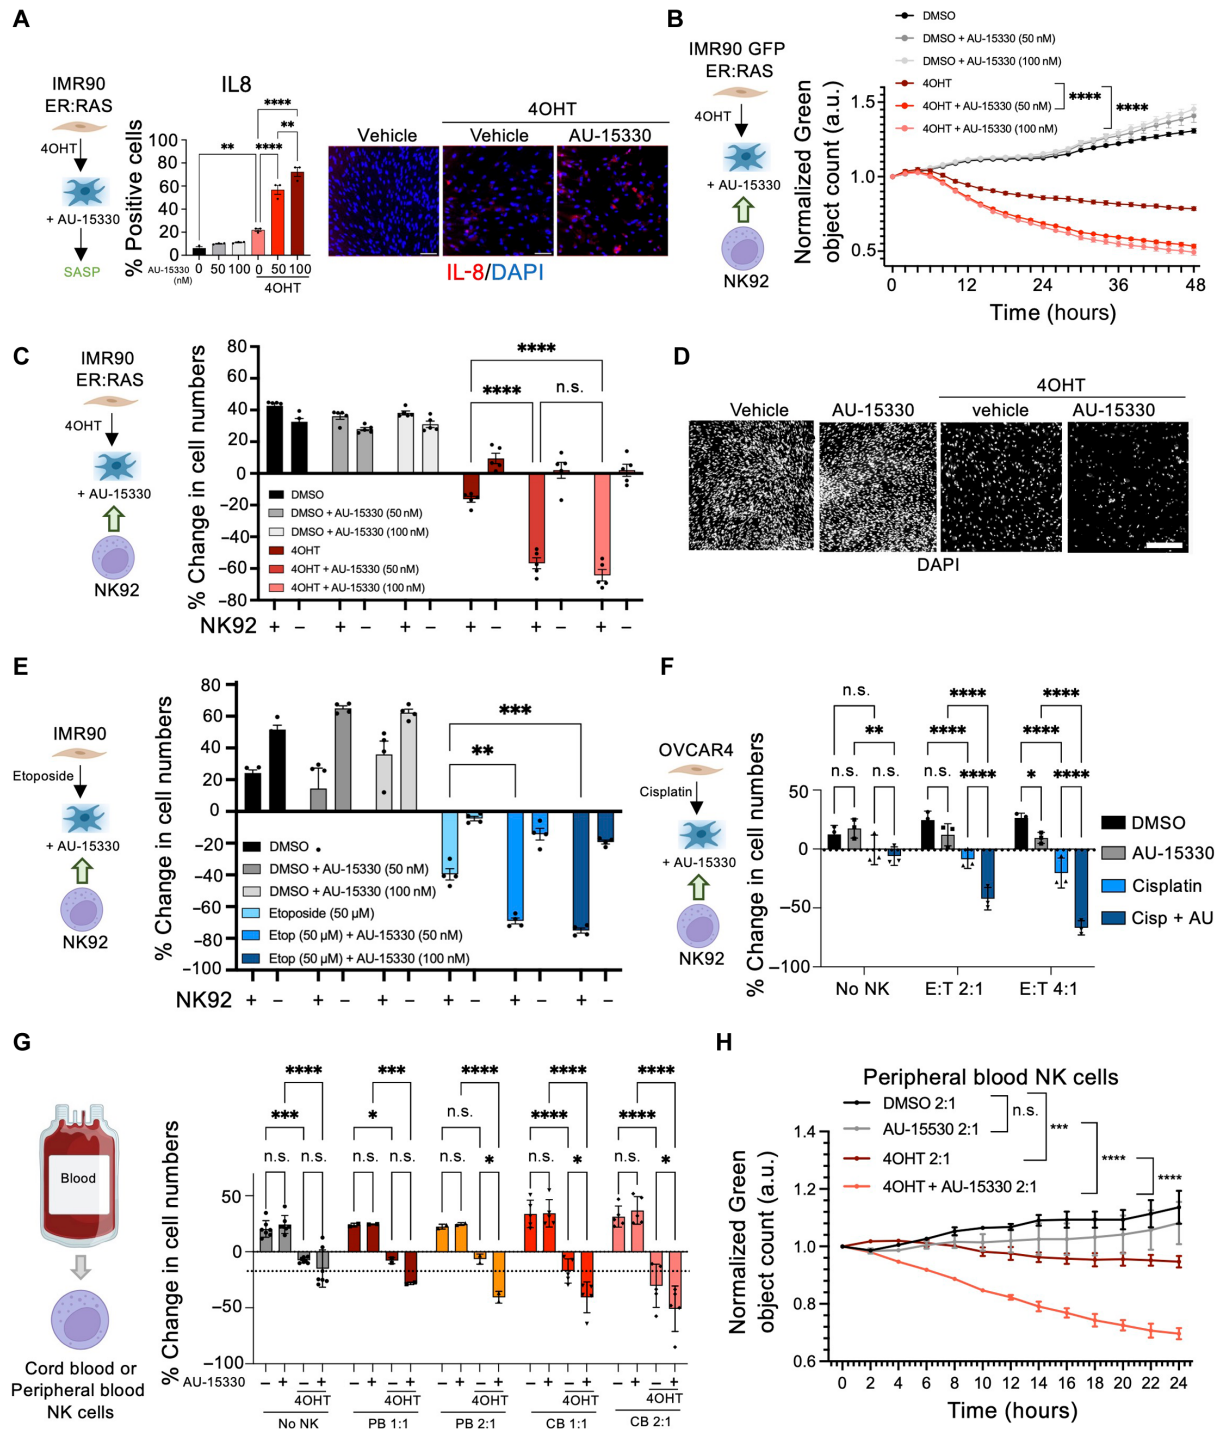 A
IMR90
ER:RAS
4OHT
+ AU-15330
SASP
IL8
% Positive cells
100
80
60
40
20
0
****
**
** ****
AU-15330
(nM)
0 50 100 0 50 100
4OHT
4OHT
Vehicle Vehicle AU-15330
IL-8/DAPI
B
IMR90 GFP
ER:RAS
4OHT
+ AU-15330
NK92
DMSO
DMSO + AU-15330 (50 nM)
DMSO + AU-15330 (100 nM)
4OHT
4OHT + AU-15330 (50 nM)
4OHT + AU-15330 (100 nM)
**** ****
Normalized Green
object count (a.u.)
1.5
1.0
0.5
0 12 24 36 48
Time (hours)
C
IMR90
ER:RAS
4OHT
+ AU-15330
NK92
% Change in cell numbers
80
60
40
20
0
−20
−40
−60
−80
****
**** n.s.
DMSO
DMSO + AU-15330 (50 nM)
DMSO + AU-15330 (100 nM)
4OHT
4OHT + AU-15330 (50 nM)
4OHT + AU-15330 (100 nM)
NK92 + − + − + − + − + − + −
D
4OHT
Vehicle AU-15330 vehicle AU-15330
DAPI
E
IMR90
Etoposide
+ AU-15330
NK92
% Change in cell numbers
80
60
40
20
0
−20
−40
−60
−80
−100
***
**
DMSO
DMSO + AU-15330 (50 nM)
DMSO + AU-15330 (100 nM)
Etoposide (50 µM)
Etop (50 µM) + AU-15330 (50 nM)
Etop (50 µM) + AU-15330 (100 nM)
NK92 + − + − + − + − + − + −
F
OVCAR4
Cisplatin
+ AU-15330
NK92
% Change in cell numbers
50
0
−50
−100
n.s. **** ****
** **** ****
n.s. n.s. n.s. **** * ****
No NK E:T 2:1 E:T 4:1
DMSO
AU-15330
Cisplatin
Cisp + AU
G
Blood
Cord blood or
Peripheral blood
NK cells
% Change in cell numbers
50
0
−50
−100
**** *** **** **** ****
*** * n.s. **** ****
n.s. n.s. n.s. n.s. n.s. * n.s. * n.s. *
AU-15330 − + − + − + − + − + − + − + − + − + − +
4OHT 4OHT 4OHT 4OHT 4OHT
No NK PB 1:1 PB 2:1 CB 1:1 CB 2:1
H
Peripheral blood NK cells
DMSO 2:1
AU-15530 2:1
4OHT 2:1
4OHT + AU-15330 2:1
n.s.
***
****
****
Normalized Green
object count (a.u.)
1.4
1.2
1.0
0.8
0.6
0 2 4 6 8 10 12 14 16 18 20 22 24
Time (hours)